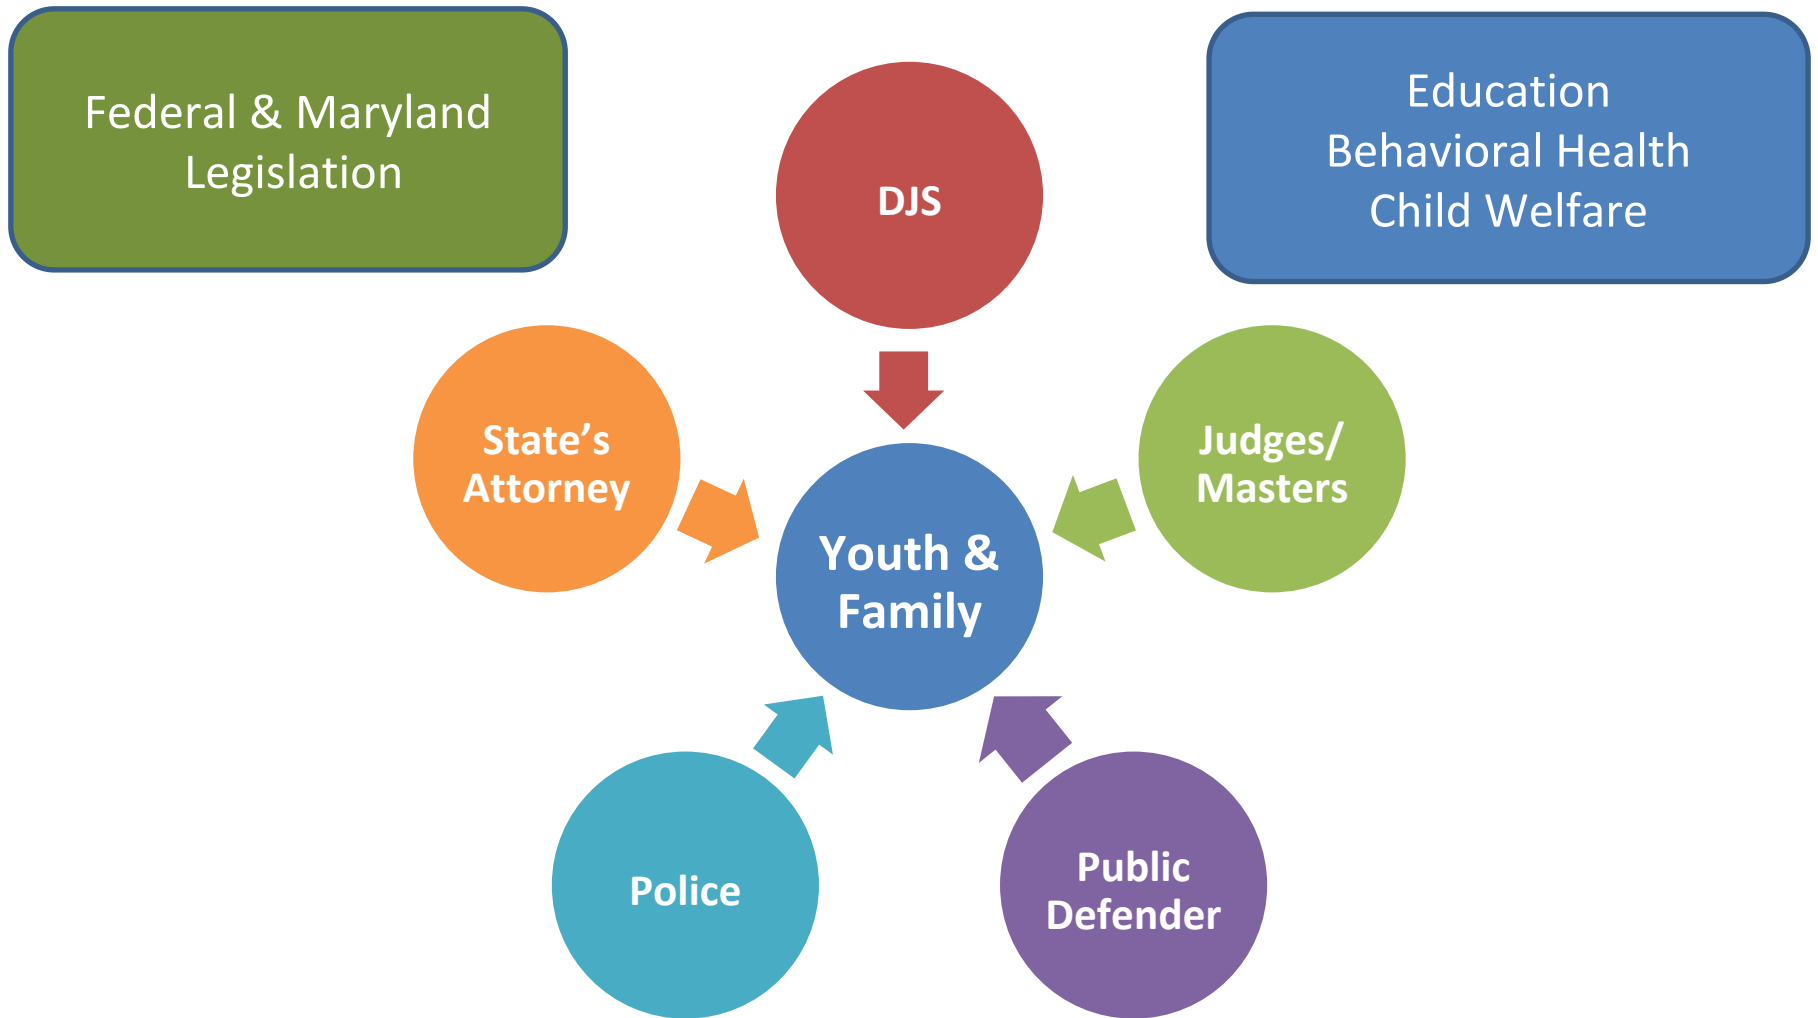 Federal & Maryland
Legislation
Education
Behavioral Health
Child Welfare
DJS
State’s
Attorney
Judges/
Masters
Youth &
Family
Police
Public
Defender